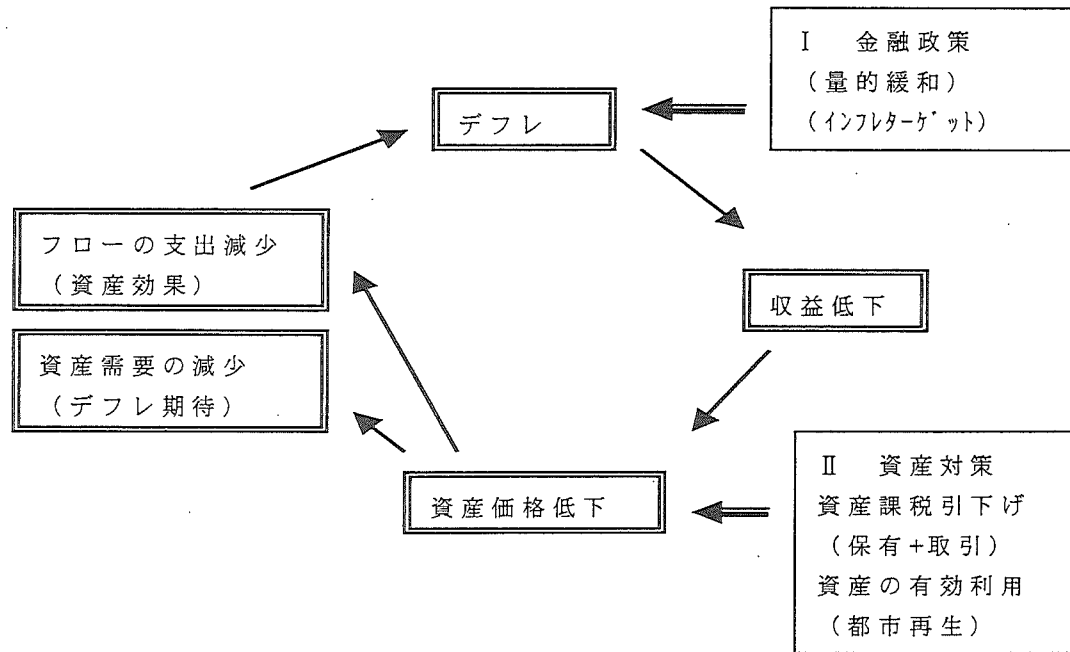 Ⅰ 金融政策
(量的緩和)
(インフレターゲット)
デフレ
フローの支出減少
(資産効果)
収益低下
資産需要の減少
(デフレ期待)
資産価格低下
Ⅱ 資産対策
資産課税引下げ
(保有+取引)
資産の有効利用
(都市再生)